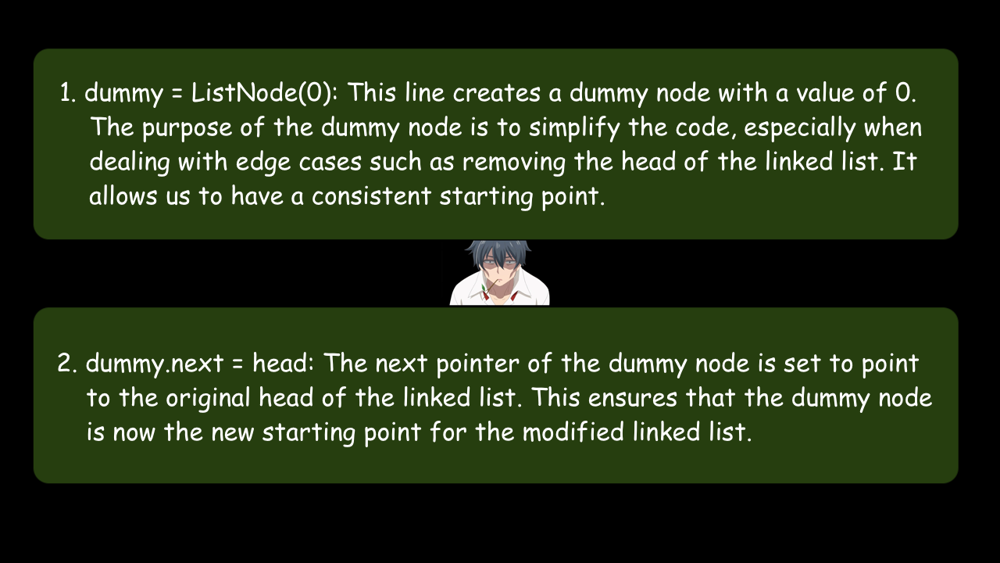 1. dummy = ListNode(0): This line creates a dummy node with a value of 0.
The purpose of the dummy node is to simplify the code, especially when
dealing with edge cases such as removing the head of the linked list. It
allows us to have a consistent starting point.
2. dummy.next = head: The next pointer of the dummy node is set to point
to the original head of the linked list. This ensures that the dummy node
is now the new starting point for the modified linked list.